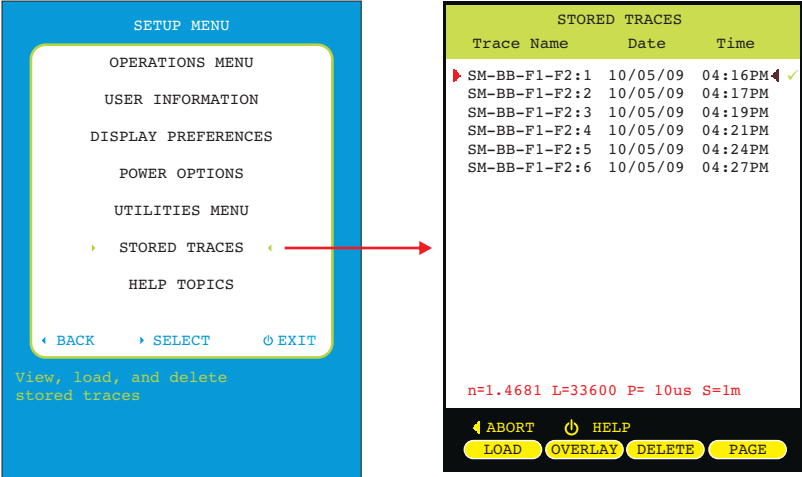 SETUP MENU
OPERATIONS MENU
USER INFORMATION
DISPLAY PREFERENCES
POWER OPTIONS
UTILITIES MENU
STORED TRACES
HELP TOPICS
BACK SELECT EXIT
View, load, and delete
stored traces
STORED TRACES
Trace Name Date Time
SM-BB-F1-F2:1 10/05/09 04:16PM
SM-BB-F1-F2:2 10/05/09 04:17PM
SM-BB-F1-F2:3 10/05/09 04:19PM
SM-BB-F1-F2:4 10/05/09 04:21PM
SM-BB-F1-F2:5 10/05/09 04:24PM
SM-BB-F1-F2:6 10/05/09 04:27PM
n=1.4681 L=33600 P= 10us S=1m
ABORT HELP
LOAD OVERLAY DELETE PAGE